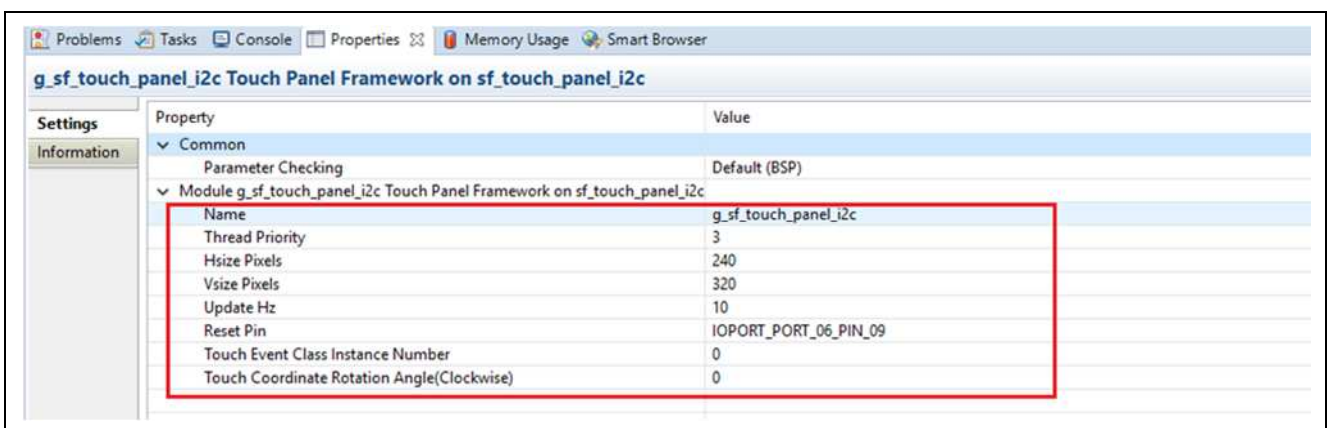 Problems Tasks Console Properties Memory Usage Smart Browser
g_sf_touch_panel_i2c Touch Panel Framework on sf_touch_panel_i2c
Settings
Information
Property Value
Common
Parameter Checking Default (BSP)
Module g_sf_touch_panel_i2c Touch Panel Framework on sf_touch_panel_i2c
Name g_sf_touch_panel_i2c
Thread Priority 3
Hsize Pixels 240
Vsize Pixels 320
Update Hz 10
Reset Pin IOPORT_PORT_06_PIN_09
Touch Event Class Instance Number 0
Touch Coordinate Rotation Angle(Clockwise) 0